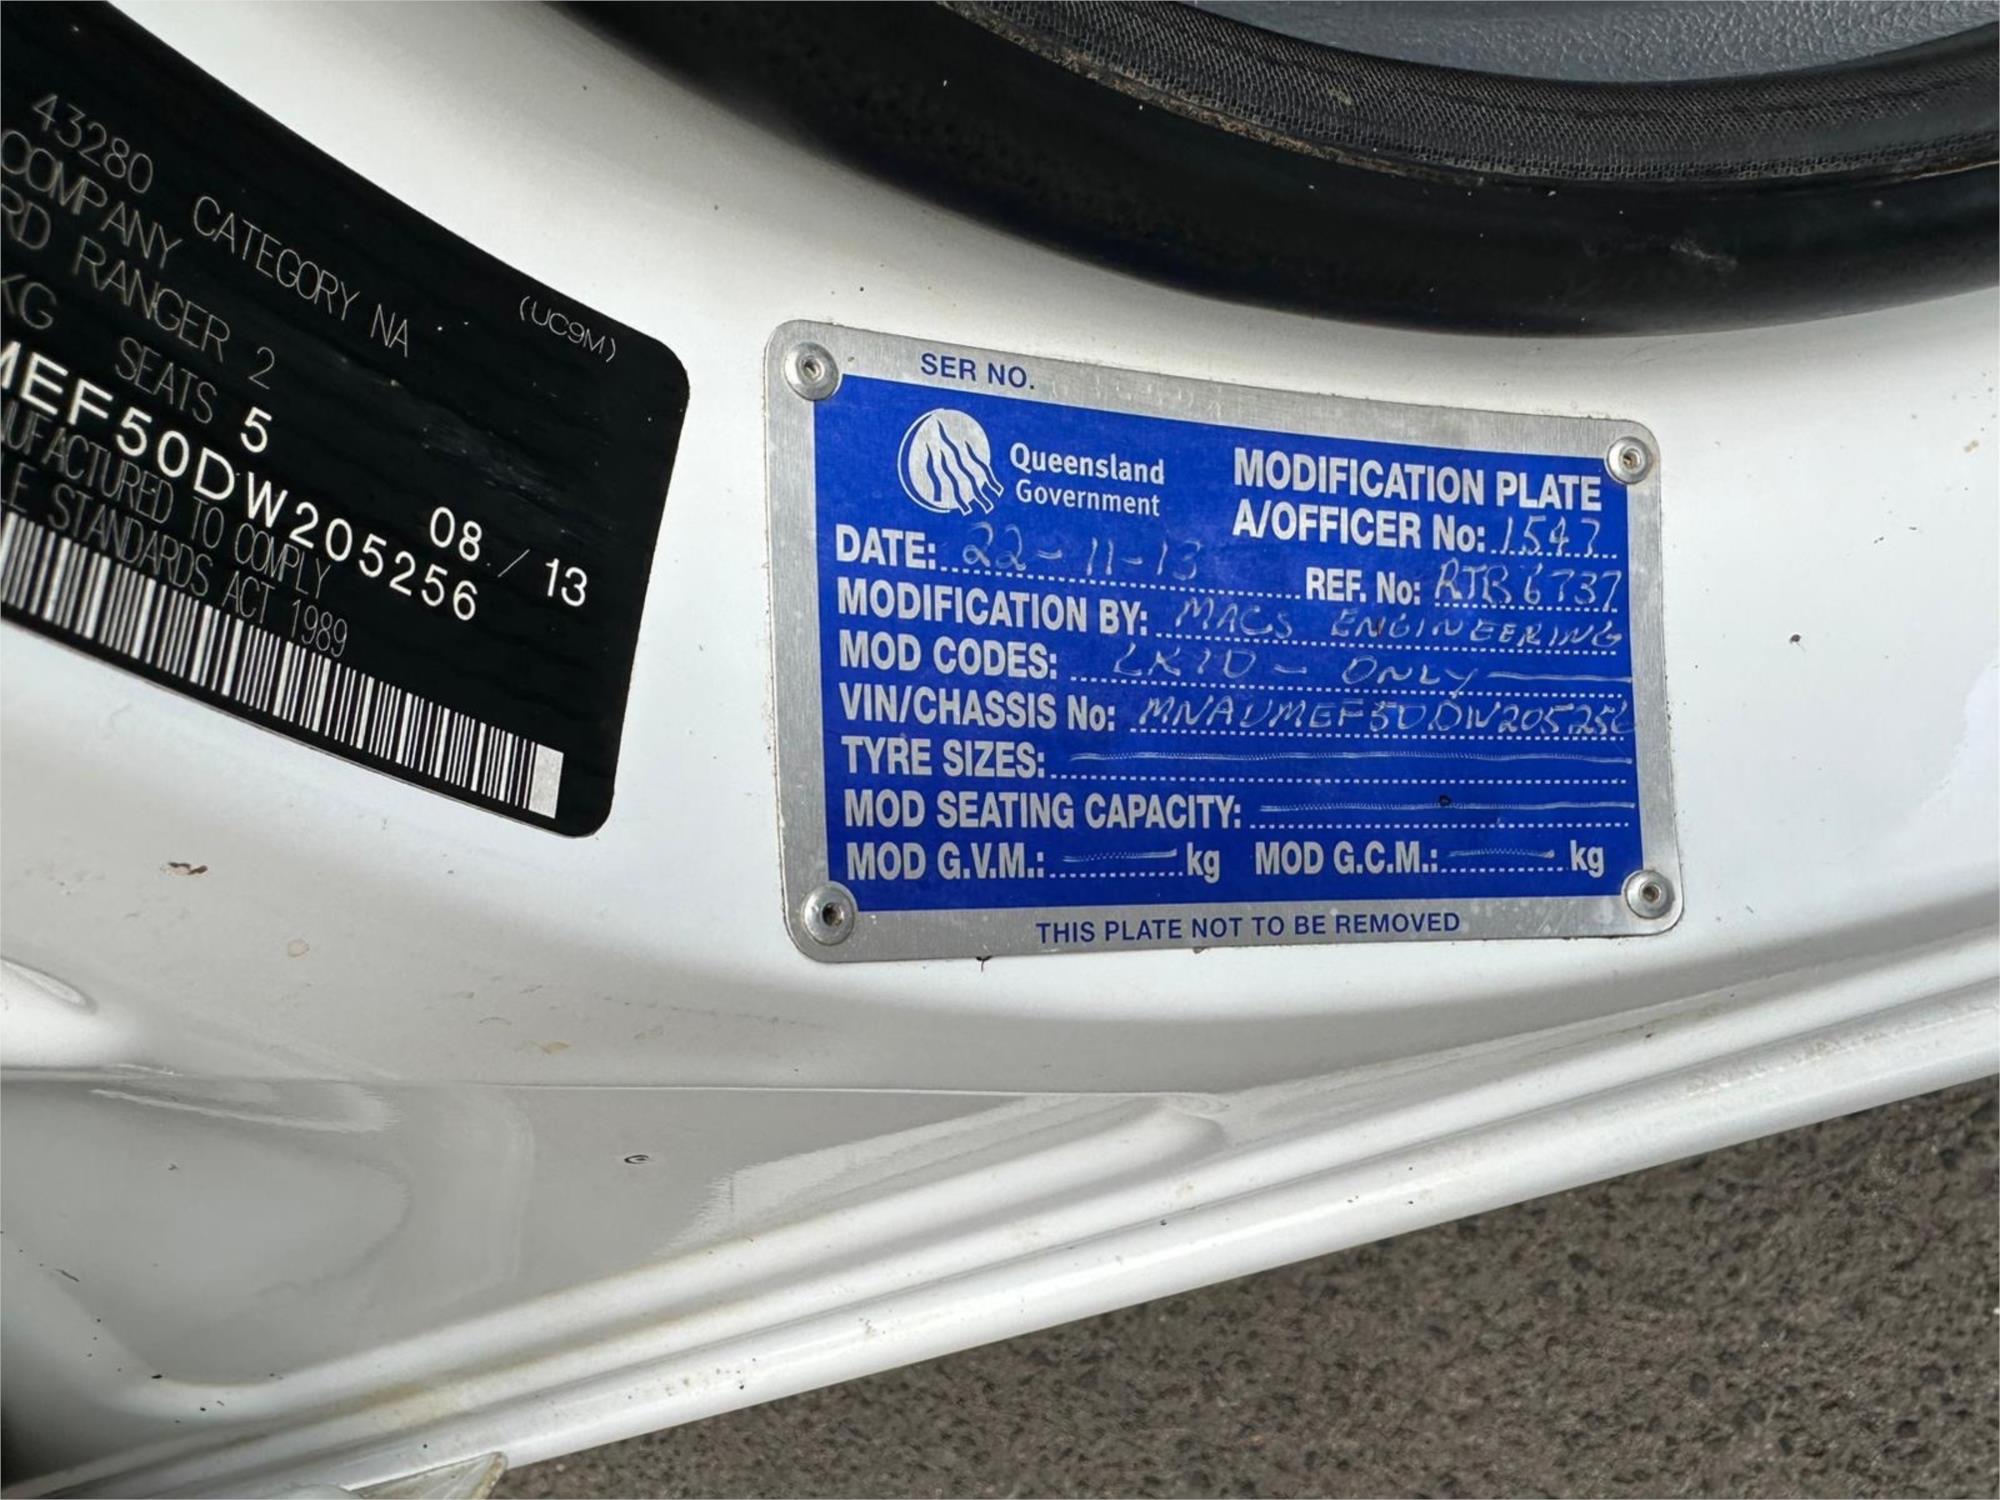 43280 CATEGORY NA (UC9M)
COMPANY
RD RANGER 2
KG SEATS 5
MEF50DW205256 08/13
UFACTURED TO COMPLY
LE STANDARDS ACT 1989
SER NO.
Queensland
Government
MODIFICATION PLATE
A/OFFICER No: 1547
DATE: 22-11-13
REF. No: RTB6737
MODIFICATION BY: MACS ENGINEERING
MOD CODES: LK10 - ONLY
VIN/CHASSIS No: MNAUMEF50DW205256
TYRE SIZES:
MOD SEATING CAPACITY:
MOD G.V.M.: kg MOD G.C.M.: kg
THIS PLATE NOT TO BE REMOVED